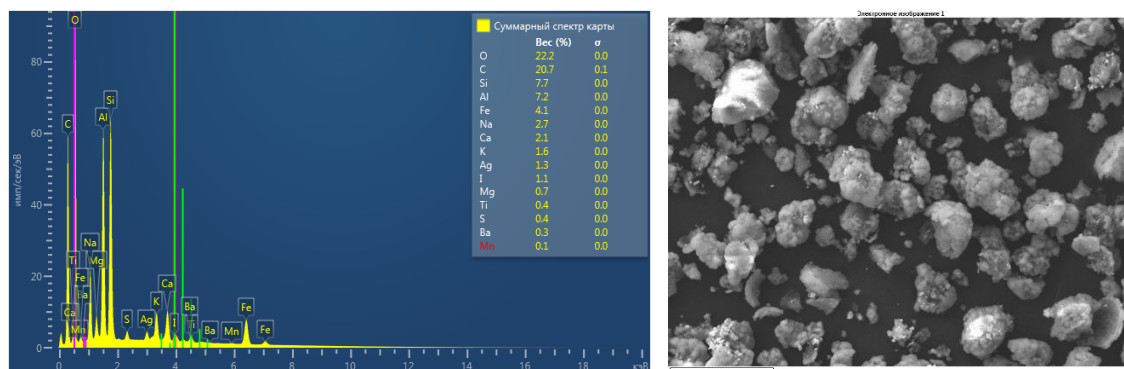 Суммарный спектр карты
Вес (%) σ
O 22.2 0.0
C 20.7 0.1
Si 7.7 0.0
Al 7.2 0.0
Fe 4.1 0.0
Na 2.7 0.0
Ca 2.1 0.0
K 1.6 0.0
Ag 1.3 0.0
I 1.1 0.0
Mg 0.7 0.0
Ti 0.4 0.0
S 0.4 0.0
Ba 0.3 0.0
Mn 0.1 0.0
имп/сек/эВ
80
60
40
20
0
O
Si
C
Al
Na
Ti
Mg
Fe
Ba
Ca
Mn
S
Ag
K
Ca
I
Ba
Ba
Mn
Fe
Fe
0 2 4 6 8 10 12 14 16 18 кэВ
Электронное изображение 1